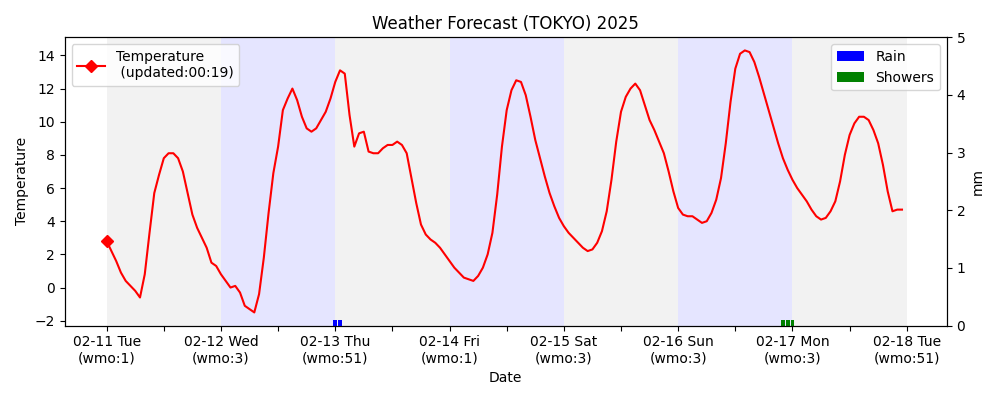 Weather Forecast (TOKYO) 2025
Temperature
(updated:00:19)
Rain
Showers
14
12
10
8
6
4
2
0
−2
Temperature
5
4
3
2
1
0
mm
02-11 Tue
(wmo:1)
02-12 Wed
(wmo:3)
02-13 Thu
(wmo:51)
02-14 Fri
(wmo:1)
02-15 Sat
(wmo:3)
02-16 Sun
(wmo:3)
02-17 Mon
(wmo:3)
02-18 Tue
(wmo:51)
Date